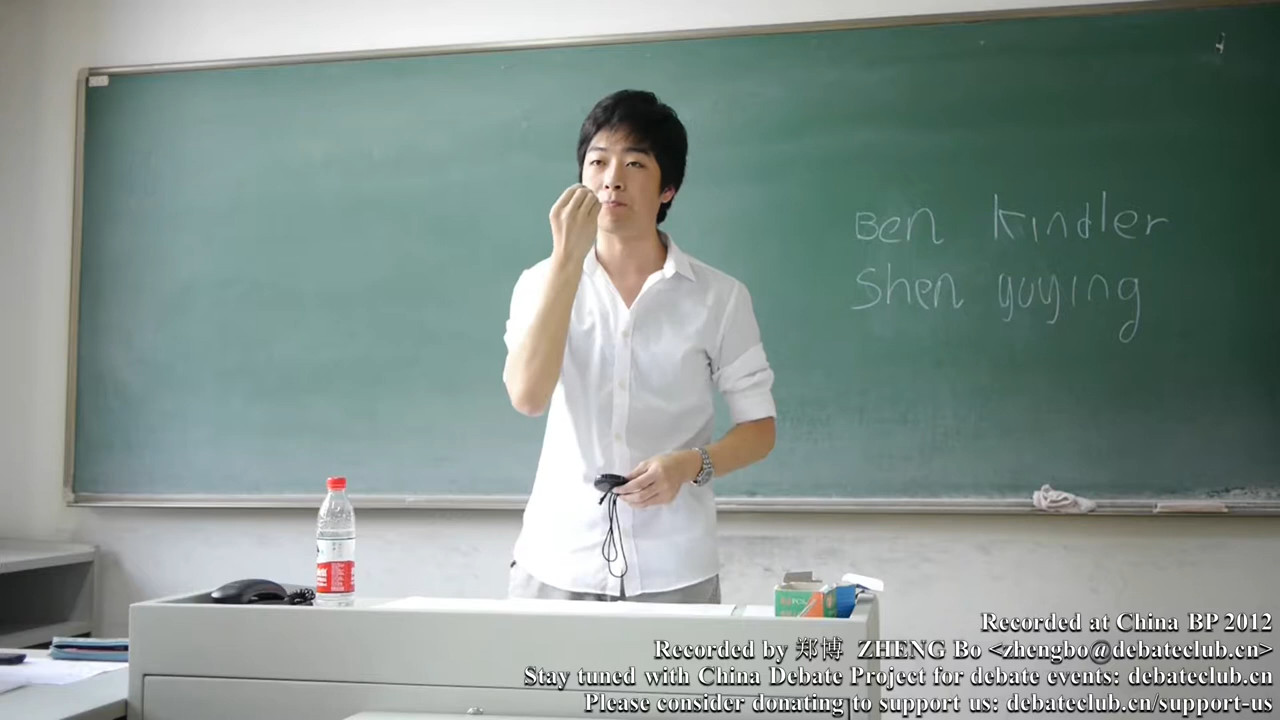 Ben Kindler
Shen yuying
Recorded at China BP 2012
Recorded by 郑博 ZHENG Bo <zhengbo@debateclub.cn>
Stay tuned with China Debate Project for debate events: debateclub.cn
Please consider donating to support us: debateclub.cn/support-us